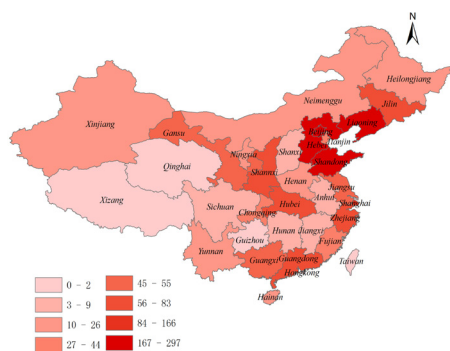 N
Heilongjiang
Jilin
Neimenggu
Liaoning
Xinjiang
Gansu
Beijing
Tianjin
Hebei
Ningxia
Shanxi
Shandong
Qinghai
Shannxi
Henan
Jiangsu
Anhui
Shanghai
Xizang
Sichuan
Chongqing
Hubei
Zhejiang
Hunan
Jiangxi
Guizhou
Fujian
Yunnan
Guangxi
Guangdong
Taiwan
Hongkong
Hainan
0 - 2
3 - 9
10 - 26
27 - 44
45 - 55
56 - 83
84 - 166
167 - 297